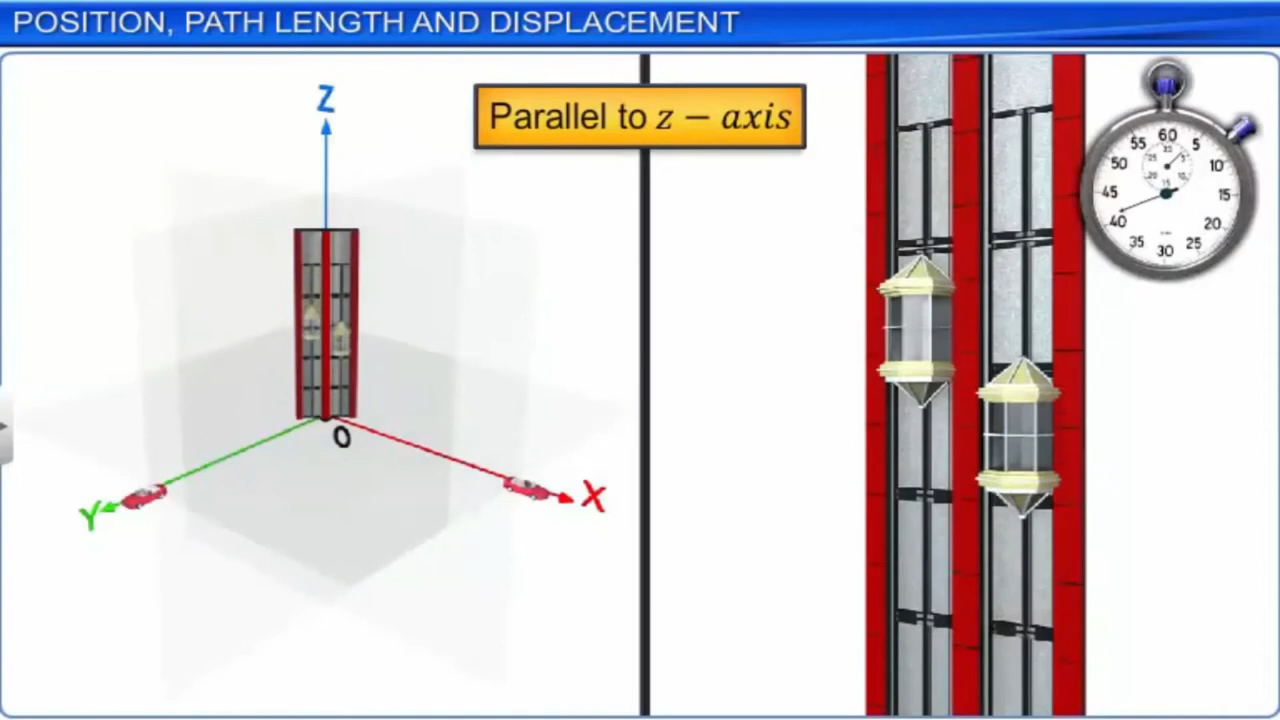 POSITION, PATH LENGTH AND DISPLACEMENT
Z
Parallel to z – axis
O
Y
X
60
5
10
15
20
25
30
35
40
45
50
55